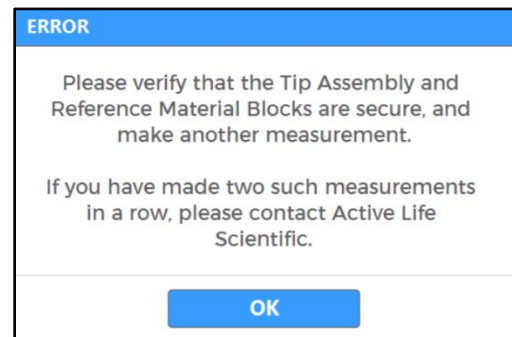 ERROR
Please verify that the Tip Assembly and
Reference Material Blocks are secure, and
make another measurement.
If you have made two such measurements
in a row, please contact Active Life
Scientific.
OK